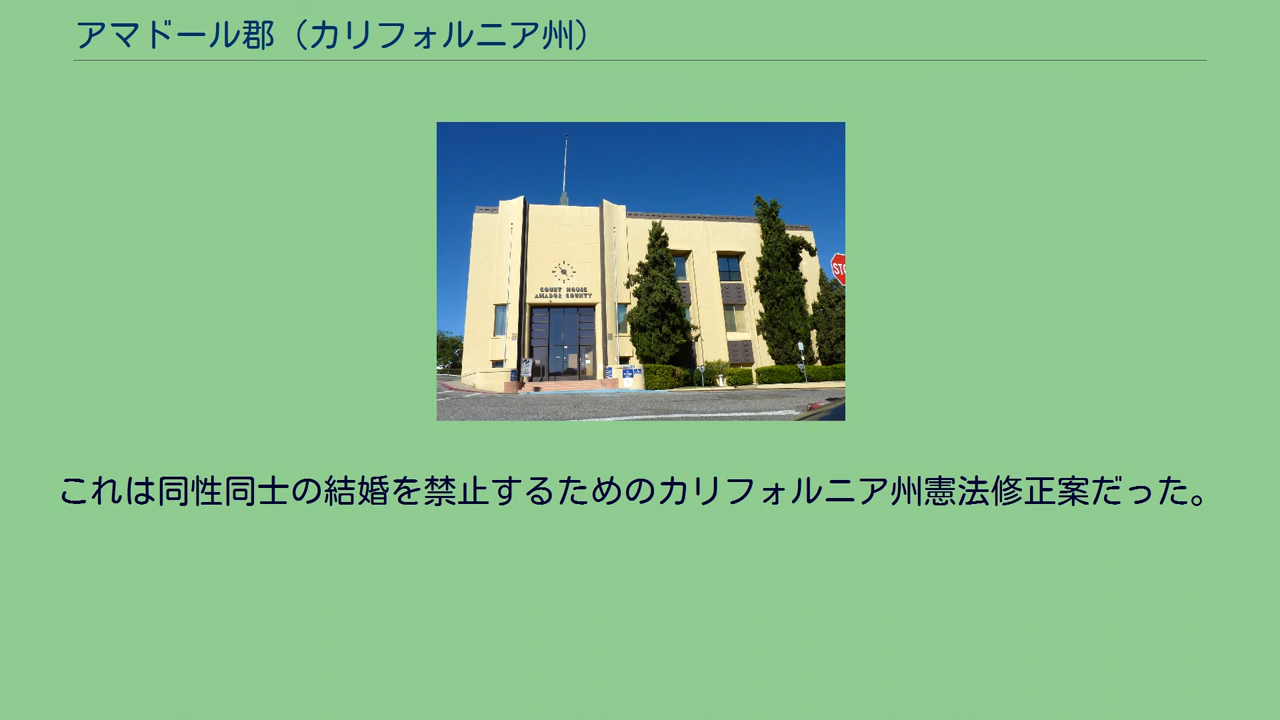 アマドール郡（カリフォルニア州）
COURT HOUSE
AMADOR COUNTY
STO
これは同性同士の結婚を禁止するためのカリフォルニア州憲法修正案だった。